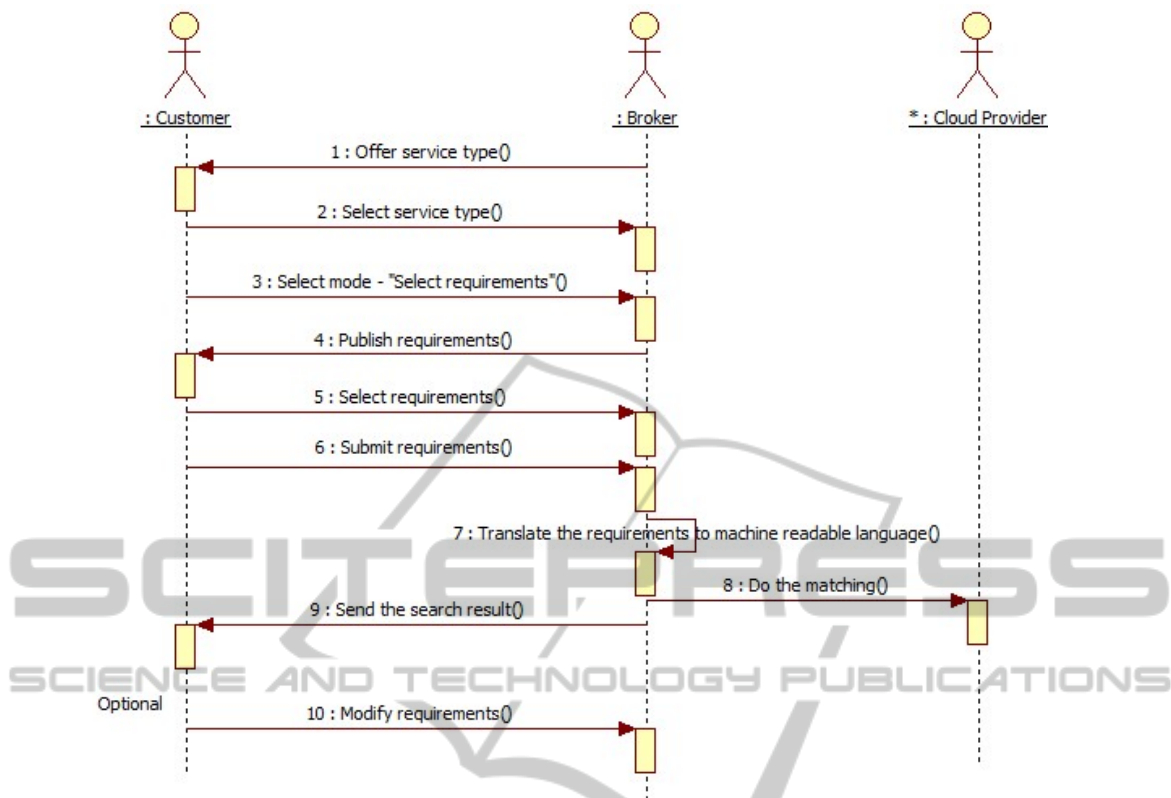 : Customer
: Broker
* : Cloud Provider
1 : Offer service type()
2 : Select service type()
3 : Select mode - "Select requirements"()
4 : Publish requirements()
5 : Select requirements()
6 : Submit requirements()
7 : Translate the requirements to machine readable language()
8 : Do the matching()
9 : Send the search result()
Optional
10 : Modify requirements()
SCITEPRESS
SCIENCE AND TECHNOLOGY PUBLICATIONS